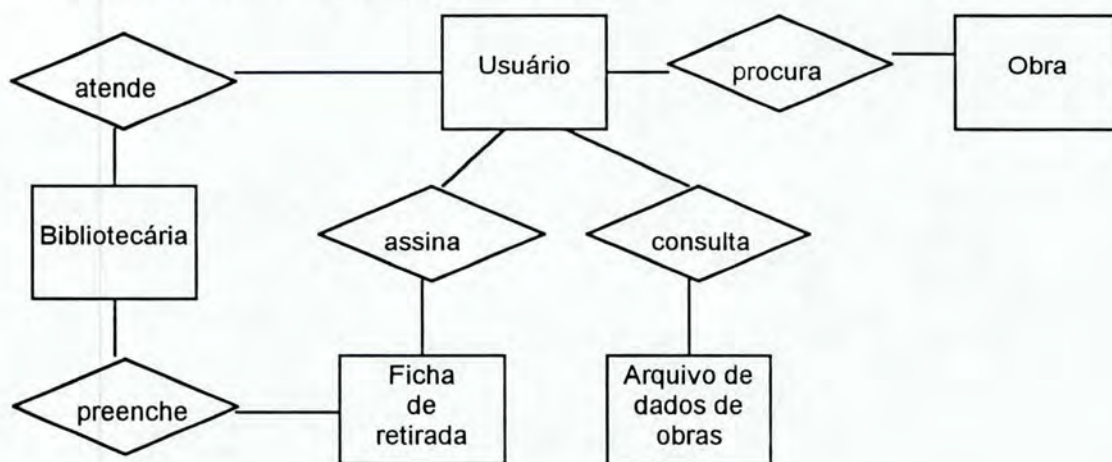 Usuário
procura
Obra
atende
Bibliotecária
assina
consulta
preenche
Ficha
de
retirada
Arquivo de
dados de
obras